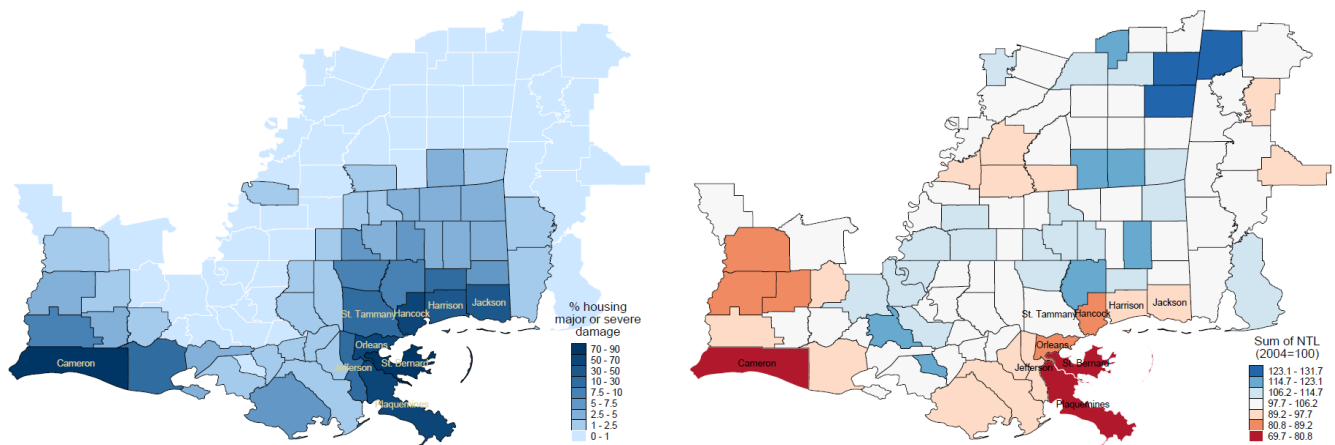 St. Tammany
Hancock
Harrison
Jackson
Orleans
Jefferson
St. Bernard
Plaquemines
Cameron
% housing
major or severe
damage
70 - 90
50 - 70
30 - 50
10 - 30
7.5 - 10
5 - 7.5
2.5 - 5
1 - 2.5
0 - 1
St. Tammany
Hancock
Harrison
Jackson
Orleans
Jefferson
St. Bernard
Plaquemines
Cameron
Sum of NTL
(2004=100)
123.1 - 131.7
114.7 - 123.1
106.2 - 114.7
97.7 - 106.2
89.2 - 97.7
80.8 - 89.2
69.7 - 80.8